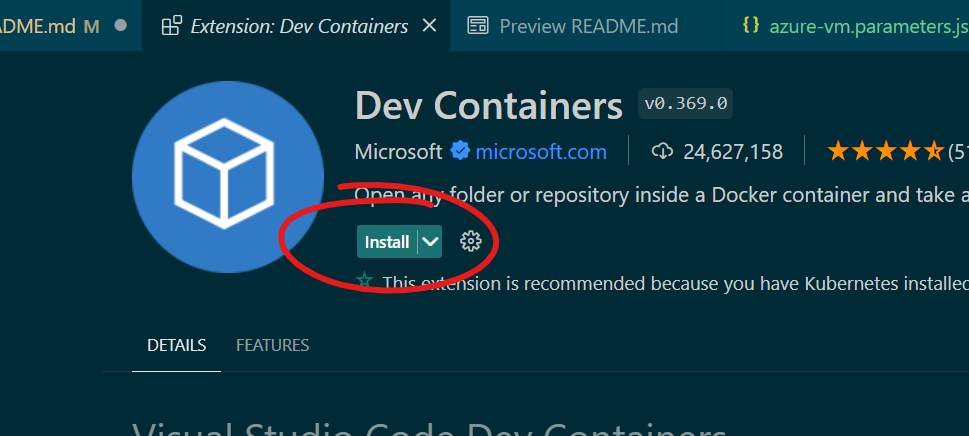 ADME.md M
Extension: Dev Containers
Preview README.md
azure-vm.parameters.js
Dev Containers v0.369.0
Microsoft microsoft.com 24,627,158 (51
Open any folder or repository inside a Docker container and take a
Install
This extension is recommended because you have Kubernetes installed
DETAILS FEATURES
Visual Studio Code Dev Containers